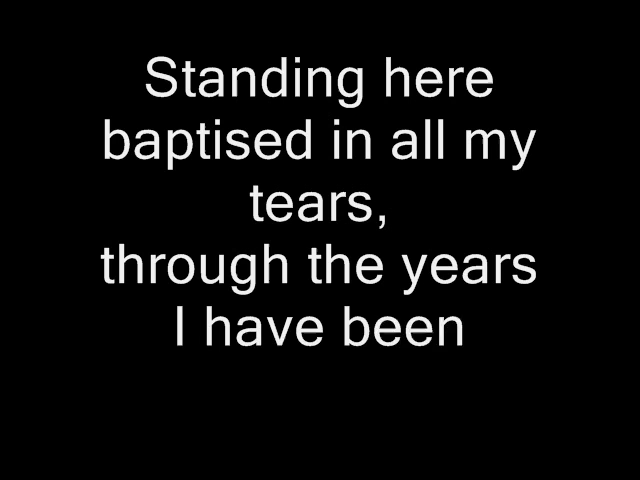 Standing here
baptised in all my
tears,
through the years
I have been